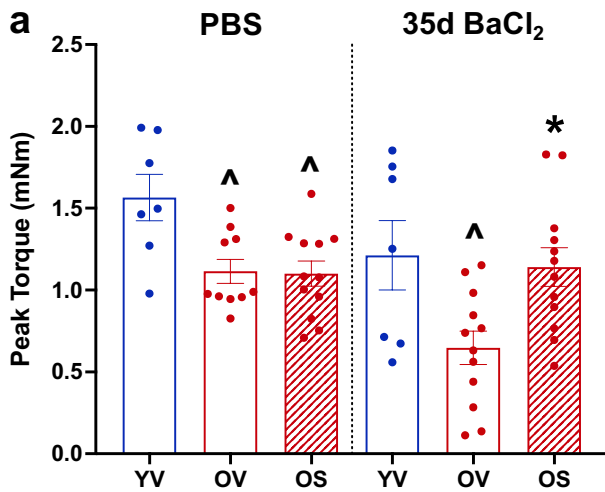 a
PBS
35d BaCl₂
Peak Torque (mNm)
2.5
2.0
1.5
1.0
0.5
0.0
^
^
^
*
YV
OV
OS
YV
OV
OS